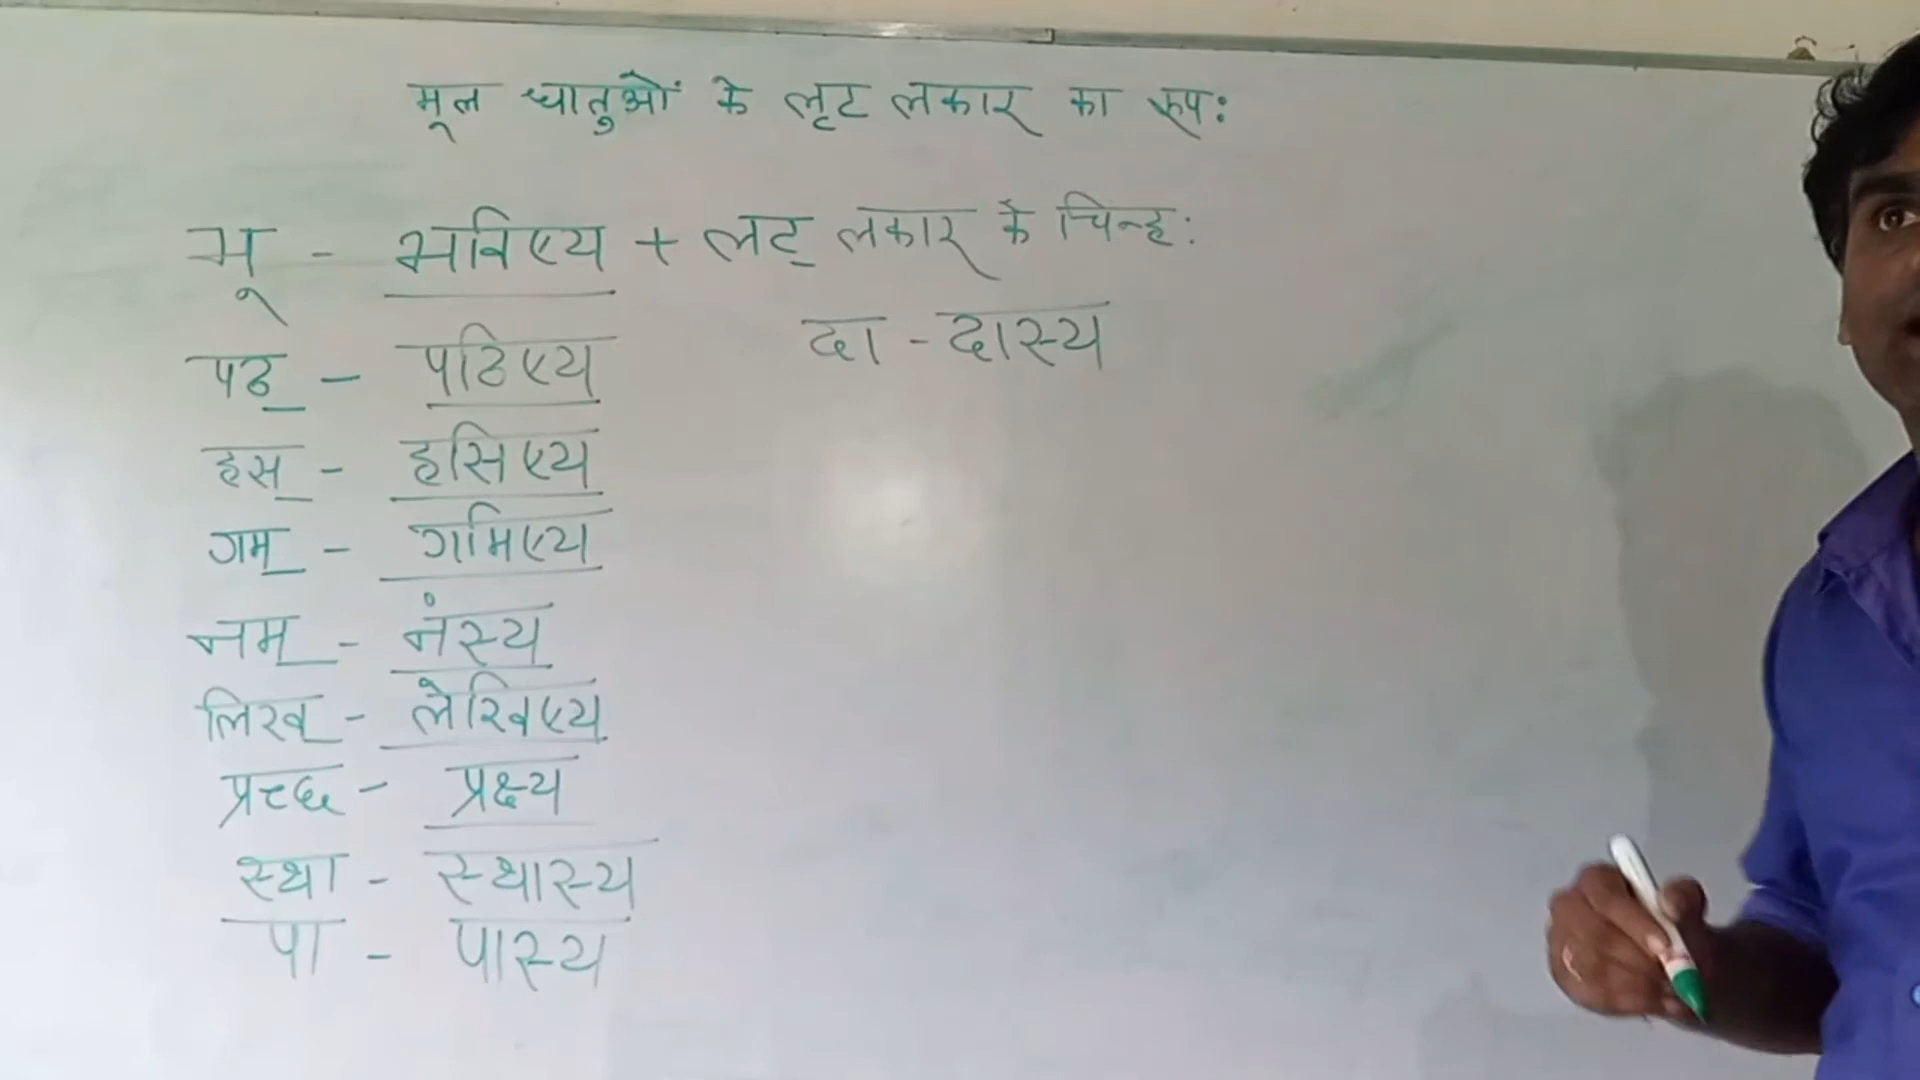 मूल धातुओं के लृट लकार का रुप:
भू - भविष्य + लट् लकार के चिन्ह:
पठ् - पठिष्य
दा - दास्य
हस् - हसिष्य
गम् - गमिष्य
नम् - नंस्य
लिख् - लेखिष्य
प्रच्छ - प्रक्ष्य
स्था - स्थास्य
पा - पास्य